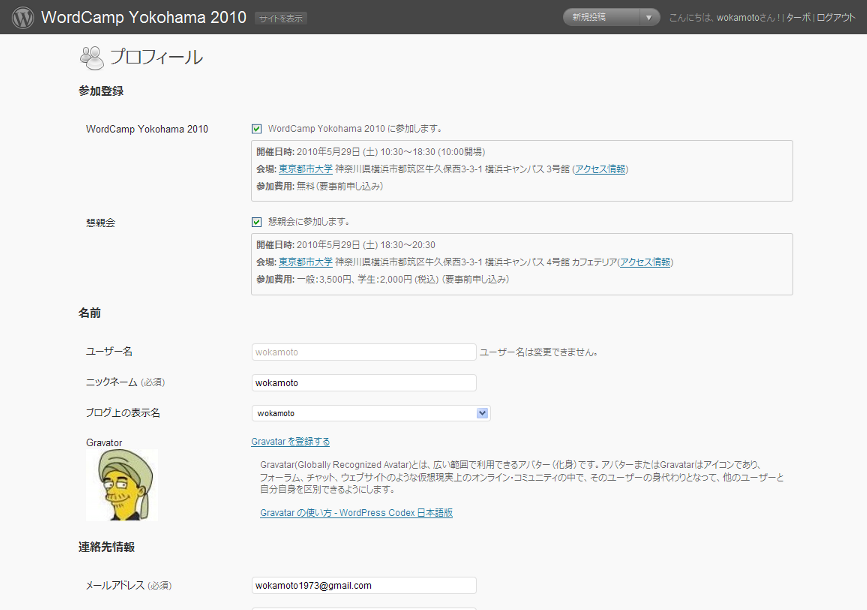 WordCamp Yokohama 2010 サイトを表示 新規投稿 こんにちは、wokamotoさん ! | ターボ | ログアウト
プロフィール
参加登録
WordCamp Yokohama 2010 WordCamp Yokohama 2010 に参加します。
開催日時: 2010年5月29日 (土) 10:30～18:30 (10:00開場)
会場: 東京都市大学 神奈川県横浜市都筑区牛久保西3-3-1 横浜キャンパス 3号館 (アクセス情報)
参加費用: 無料（要事前申し込み）
懇親会 懇親会に参加します。
開催日時: 2010年5月29日 (土) 18:30～20:30
会場: 東京都市大学 神奈川県横浜市都筑区牛久保西3-3-1 横浜キャンパス 4号館 カフェテリア(アクセス情報)
参加費用: 一般：3,500円、学生：2,000円 (税込) （要事前申し込み）
名前
ユーザー名 wokamoto ユーザー名は変更できません。
ニックネーム (必須) wokamoto
ブログ上の表示名 wokamoto
Gravator Gravatar を登録する
Gravatar(Globally Recognized Avatar)とは、広い範囲で利用できるアバター（化身）です。アバターまたはGravatarはアイコンであり、
フォーラム、チャット、ウェブサイトのような仮想現実上のオンライン・コミュニティの中で、そのユーザーの身代わりとなって、他のユーザーと
自分自身を区別できるようにします。
Gravatar の使い方 - WordPress Codex 日本語版
連絡先情報
メールアドレス (必須) wokamoto1973@gmail.com